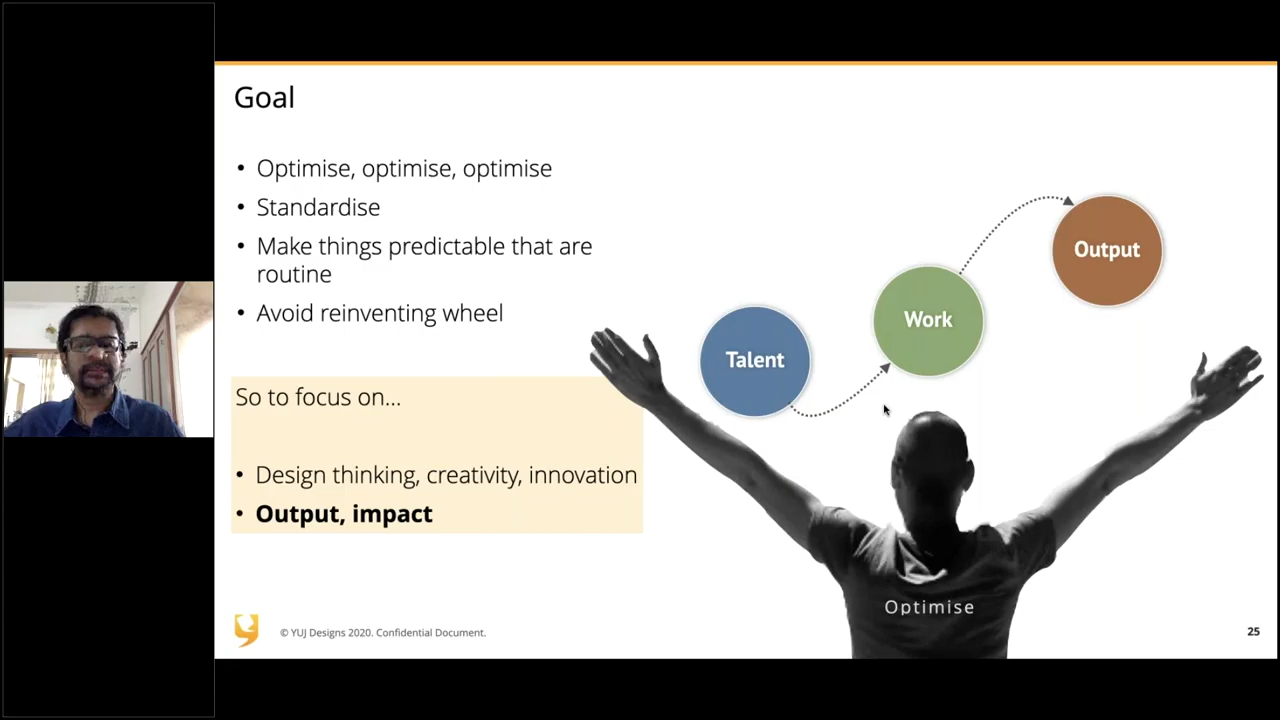 Goal
• Optimise, optimise, optimise
• Standardise
• Make things predictable that are
routine
• Avoid reinventing wheel
So to focus on...
• Design thinking, creativity, innovation
• Output, impact
Talent
Work
Output
Optimise
© YUJ Designs 2020. Confidential Document.
25